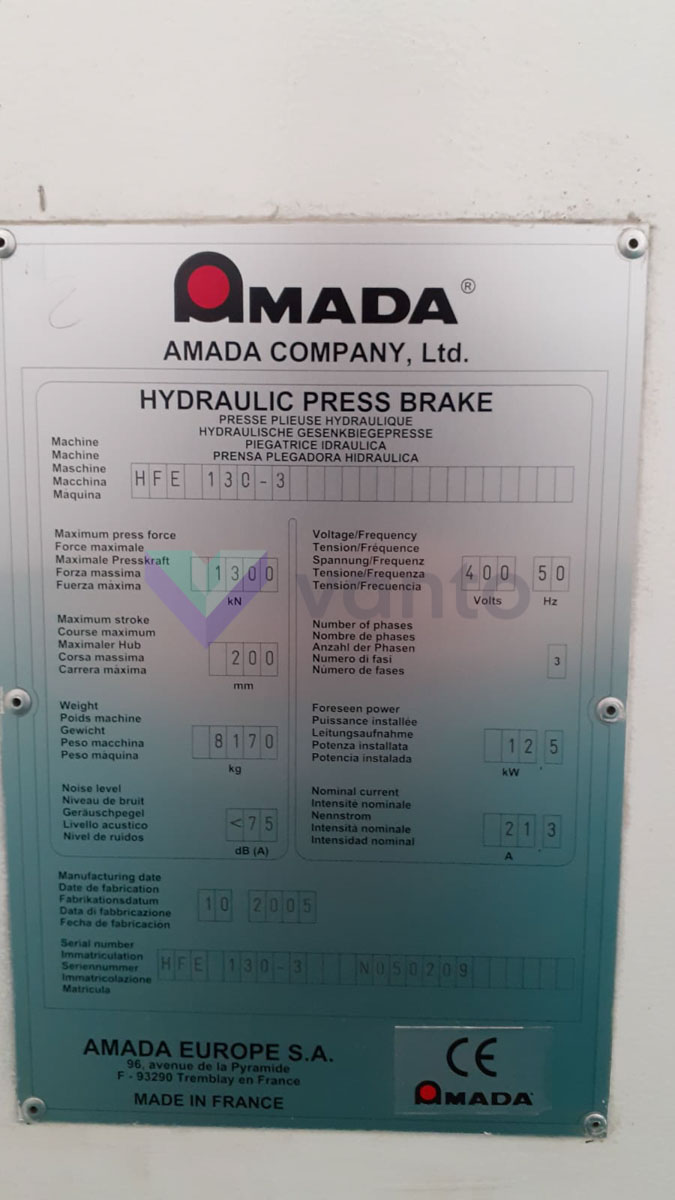 AMADA®
AMADA COMPANY, Ltd.
HYDRAULIC PRESS BRAKE
PRESSE PLIEUSE HYDRAULIQUE
HYDRAULISCHE GESENKBIEGEPRESSE
PIEGATRICE IDRAULICA
PRENSA PLEGADORA HIDRAULICA
Machine
Machine
Maschine
Macchina
Máquina
HFE 130-3
Maximum press force
Force maximale
Maximale Presskraft
Forza massima
Fuerza máxima
1300
kN
Voltage/Frequency
Tension/Fréquence
Spannung/Frequenz
Tensione/Frequenza
Tensión/Frecuencia
400 50
Volts Hz
vanto
Maximum stroke
Course maximum
Maximaler Hub
Corsa massima
Carrera máxima
200
mm
Number of phases
Nombre de phases
Anzahl der Phasen
Numero di fasi
Número de fases
3
Weight
Poids machine
Gewicht
Peso macchina
Peso máquina
8170
kg
Foreseen power
Puissance installée
Leitungsaufnahme
Potenza installata
Potencia instalada
125
kW
Noise level
Niveau de bruit
Geräuschpegel
Livello acustico
Nivel de ruidos
<75
dB (A)
Nominal current
Intensité nominale
Nennstrom
Intensità nominale
Intensidad nominal
213
A
Manufacturing date
Date de fabrication
Fabrikationsdatum
Data di fabbricazione
Fecha de fabricación
10 2005
Serial number
Immatriculation
Seriennummer
Immatricolazione
Matricula
HFE 130-3 N050209
AMADA EUROPE S.A.
96, avenue de la Pyramide
F - 93290 Tremblay en France
MADE IN FRANCE
CE
AMADA